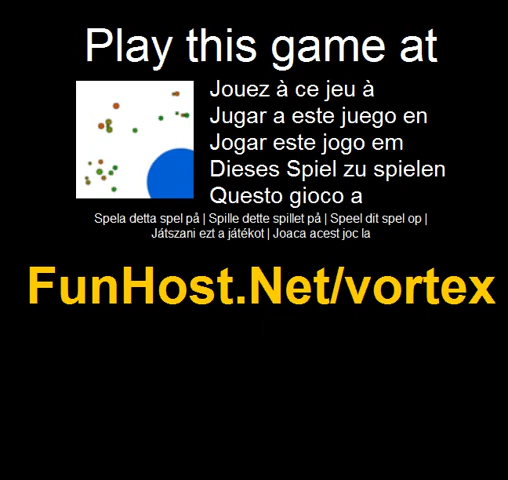 Play this game at
Jouez à ce jeu à
Jugar a este juego en
Jogar este jogo em
Dieses Spiel zu spielen
Questo gioco a
Spela detta spel på | Spille dette spillet på | Speel dit spel op |
Játszani ezt a játékot | Joaca acest joc la
FunHost.Net/vortex